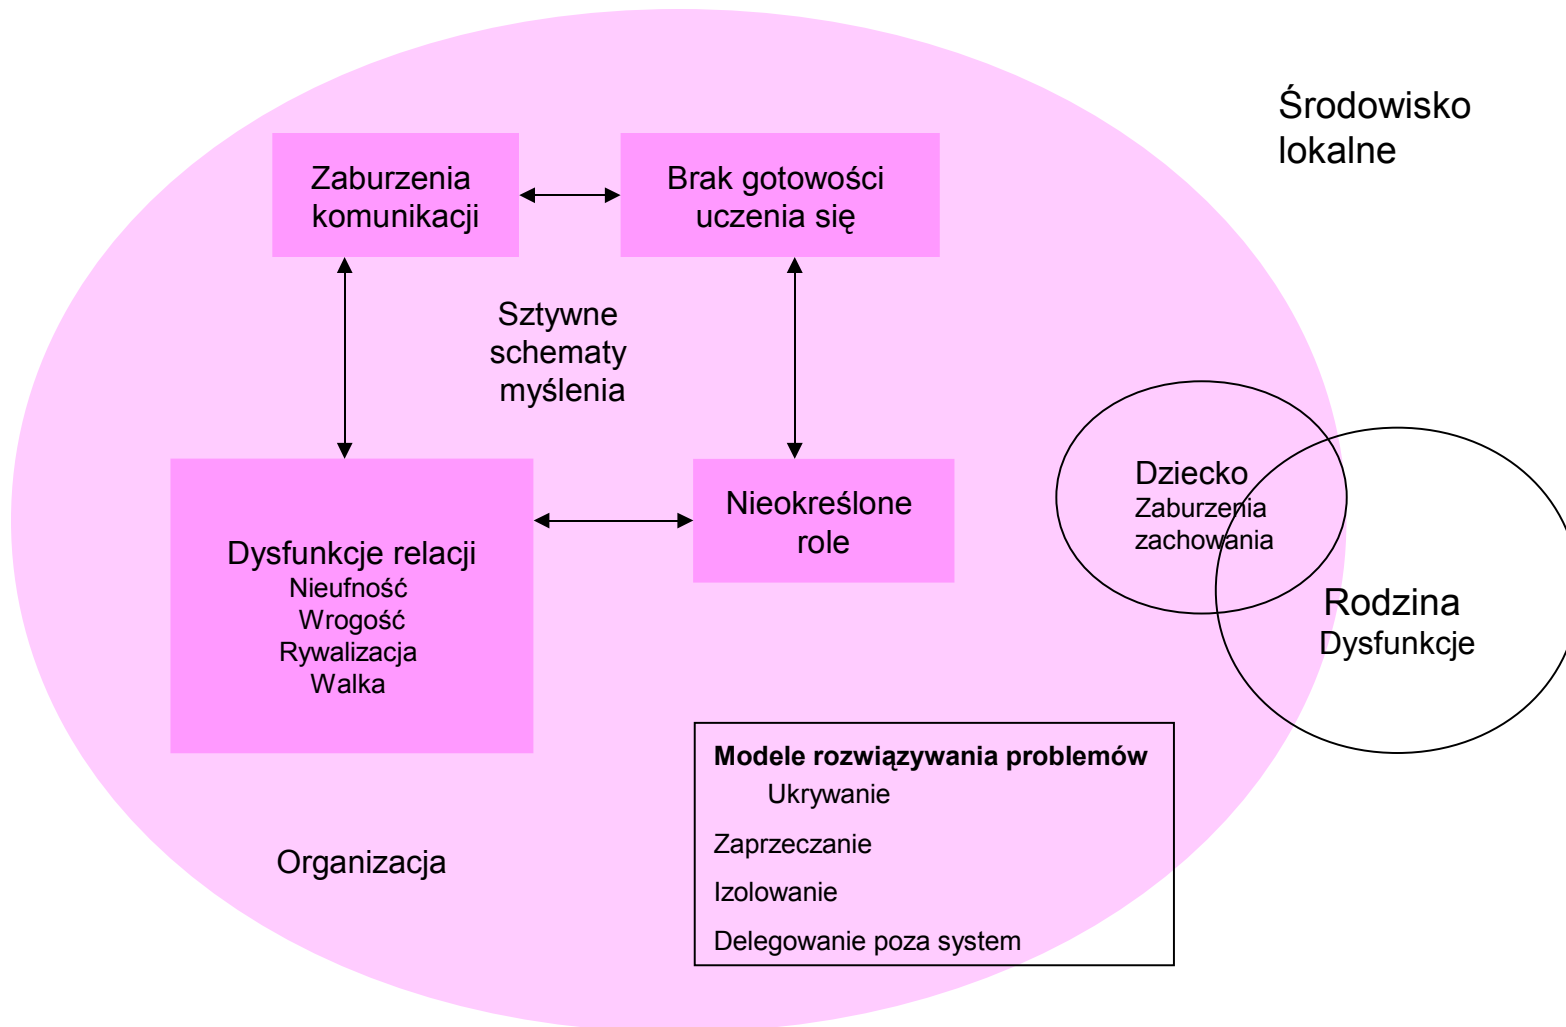 Środowisko
lokalne
Zaburzenia
komunikacji
Brak gotowości
uczenia się
Sztywne
schematy
myślenia
Dysfunkcje relacji
Nieufność
Wrogość
Rywalizacja
Walka
Nieokreślone
role
Dziecko
Zaburzenia
zachowania
Rodzina
Dysfunkcje
Modele rozwiązywania problemów
Ukrywanie
Zaprzeczanie
Izolowanie
Delegowanie poza system
Organizacja